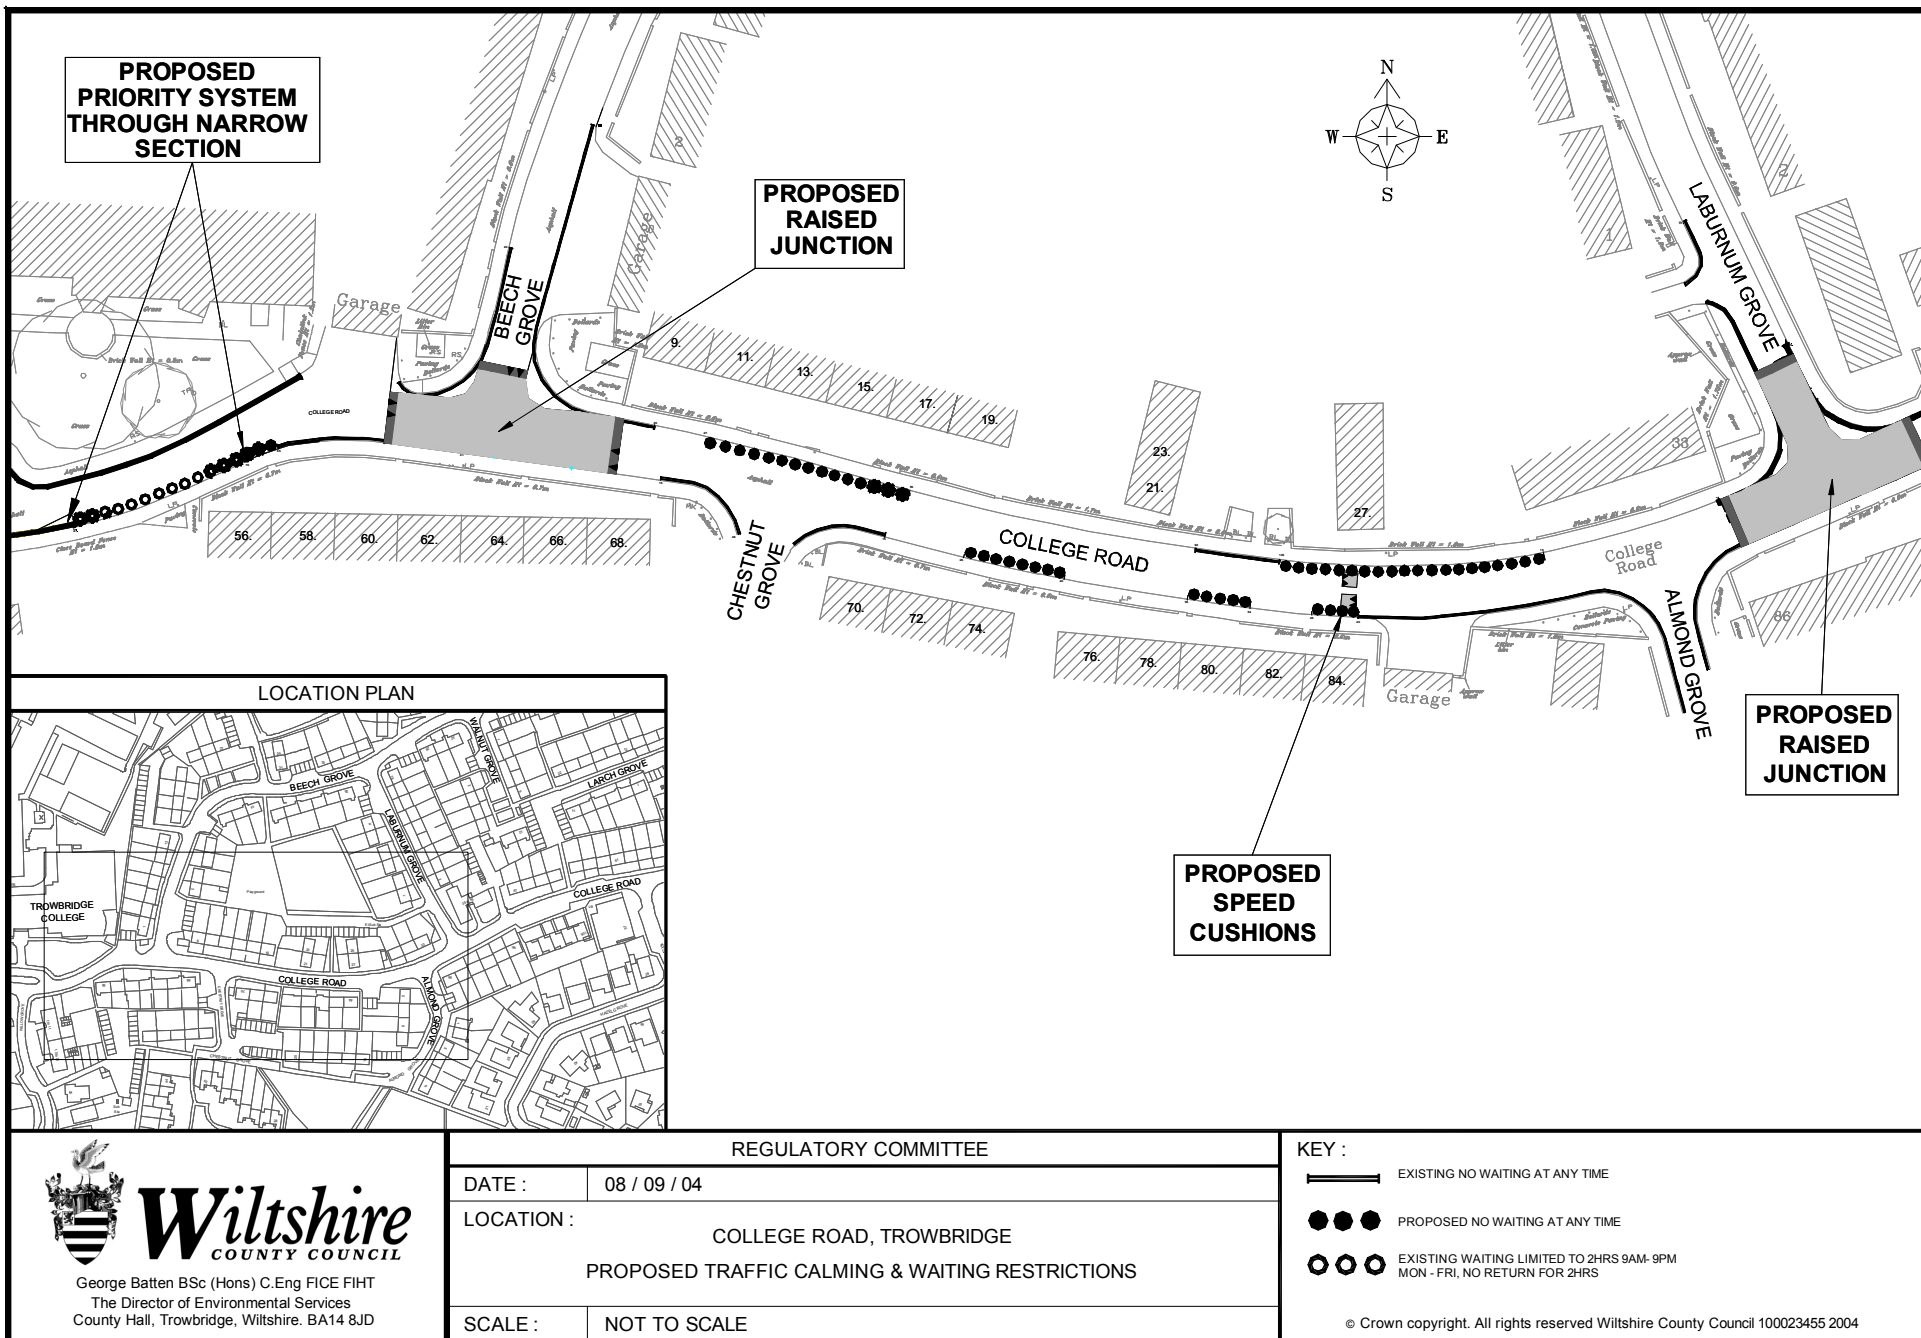 PROPOSED
PRIORITY SYSTEM
THROUGH NARROW
SECTION
PROPOSED
RAISED
JUNCTION
N
W
E
S
LABURNUM GROVE
BEECH
GROVE
Garage
Garage
2
1
2
COLLEGE ROAD
9.
11.
13.
15.
17.
19.
23.
21.
27.
33
56.
58.
60.
62.
64.
66.
68.
CHESTNUT
GROVE
COLLEGE ROAD
College
Road
ALMOND GROVE
70.
72.
74.
76.
78.
80.
82.
84.
86
Garage
PROPOSED
RAISED
JUNCTION
PROPOSED
SPEED
CUSHIONS
LOCATION PLAN
WALNUT GROVE
BEECH GROVE
LARCH GROVE
LABURNUM GROVE
COLLEGE ROAD
TROWBRIDGE
COLLEGE
COLLEGE ROAD
ALMOND GROVE
Wiltshire
COUNTY COUNCIL
George Batten BSc (Hons) C.Eng FICE FIHT
The Director of Environmental Services
County Hall, Trowbridge, Wiltshire. BA14 8JD
REGULATORY COMMITTEE
DATE : 08 / 09 / 04
LOCATION :
COLLEGE ROAD, TROWBRIDGE
PROPOSED TRAFFIC CALMING & WAITING RESTRICTIONS
SCALE : NOT TO SCALE
KEY :
EXISTING NO WAITING AT ANY TIME
PROPOSED NO WAITING AT ANY TIME
EXISTING WAITING LIMITED TO 2HRS 9AM- 9PM
MON - FRI, NO RETURN FOR 2HRS
© Crown copyright. All rights reserved Wiltshire County Council 100023455 2004